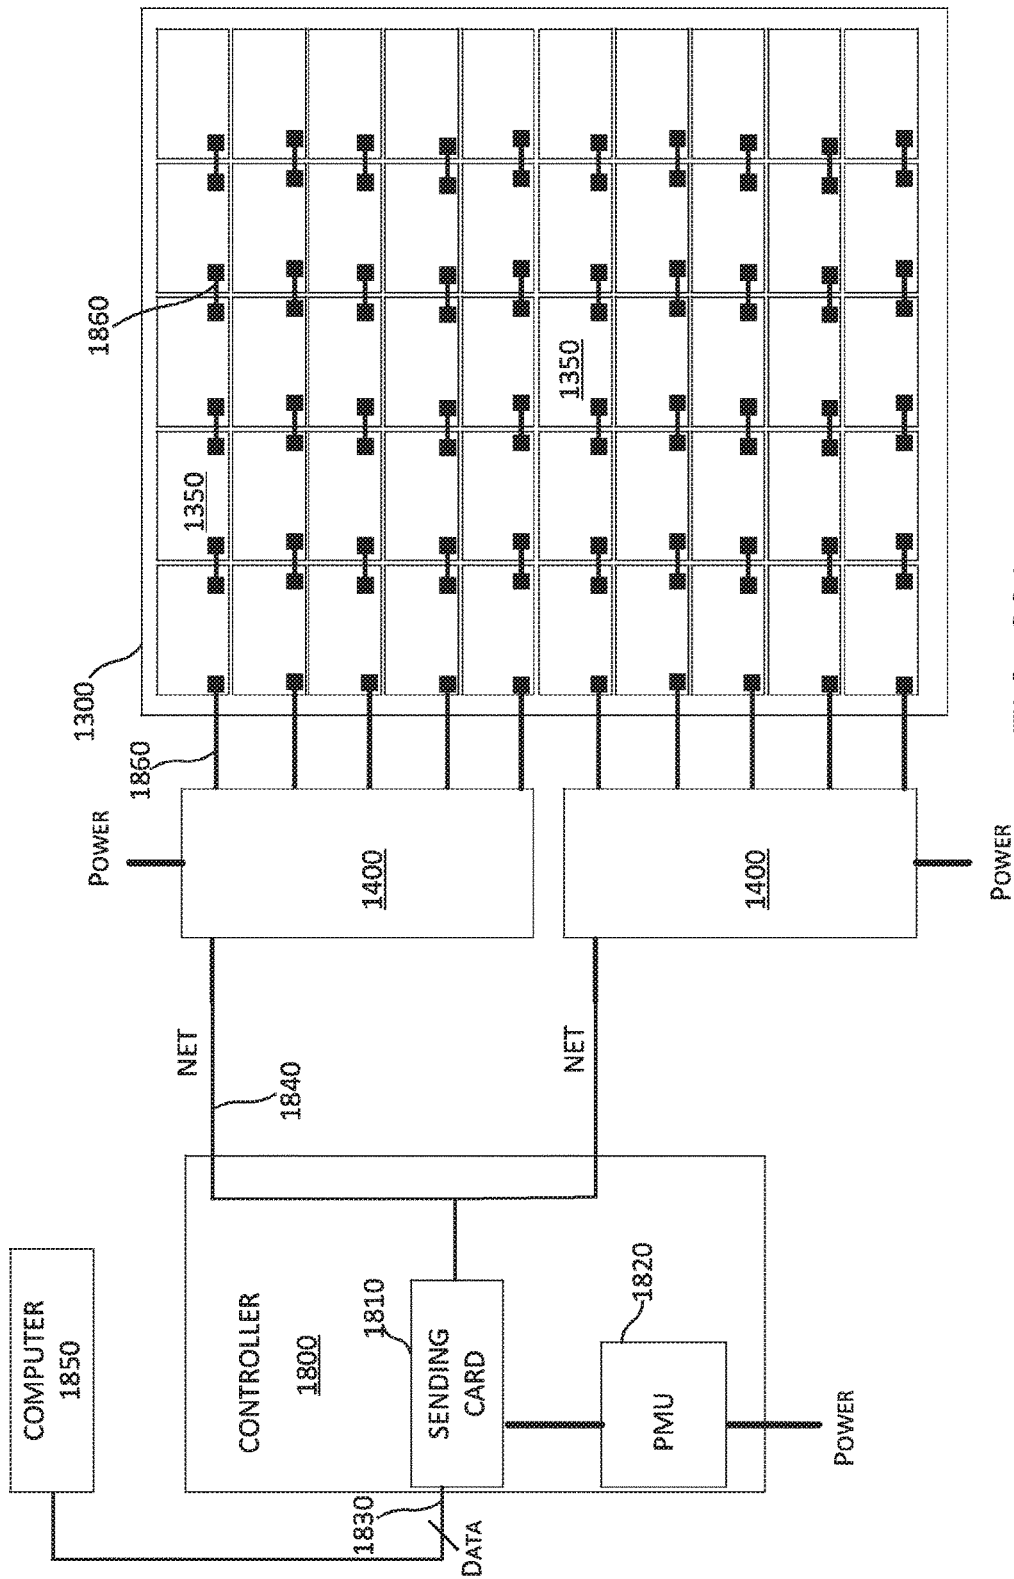 COMPUTER
1850
CONTROLLER
1800
1810
SENDING
CARD
1820
PMU
POWER
1830
DATA
NET
1840
NET
POWER
1400
1400
POWER
1860
1300
1350
1860
1350